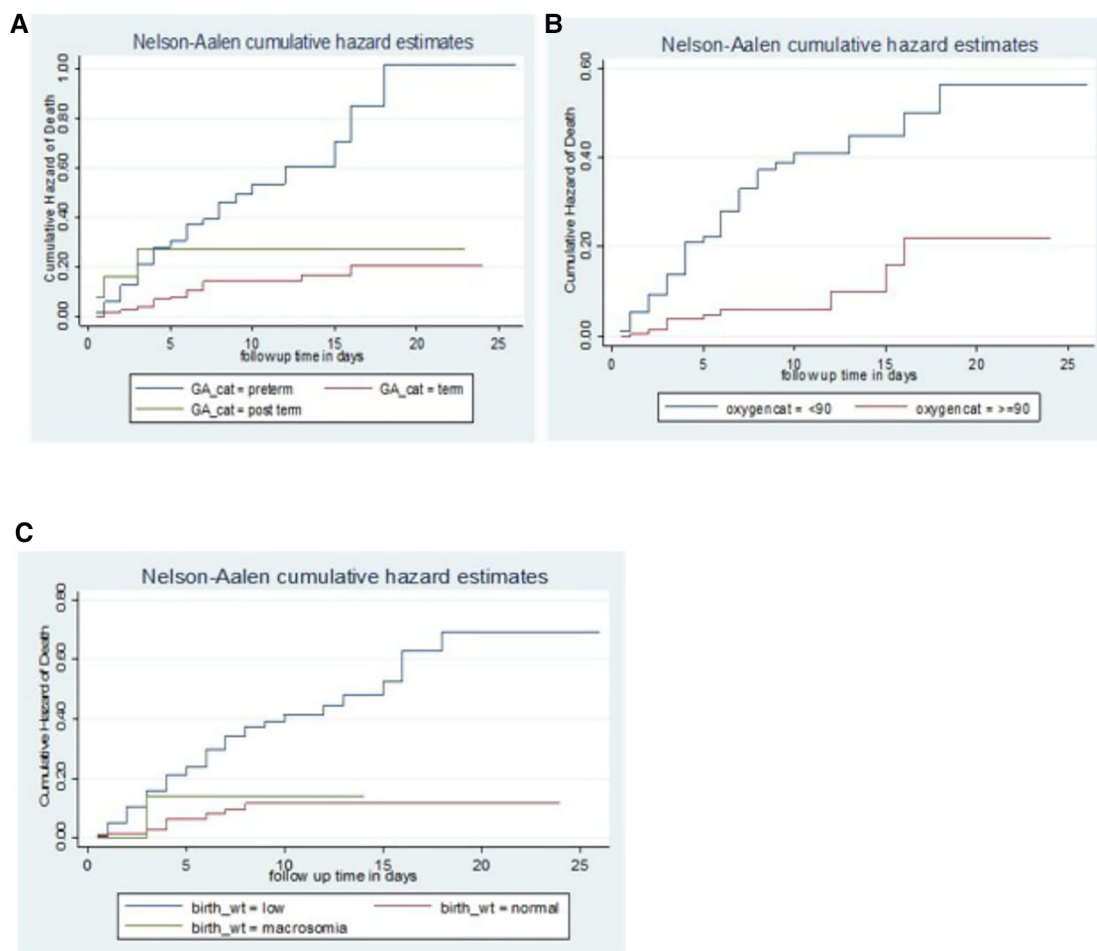 A
Nelson-Aalen cumulative hazard estimates
Cumulative Hazard of Death
1.00
0.80
0.60
0.40
0.20
0.00
0 5 10 15 20 25
followup time in days
GA_cat = preterm GA_cat = term
GA_cat = post term
B
Nelson-Aalen cumulative hazard estimates
Cumulative Hazard of Death
0.60
0.40
0.20
0.00
0 5 10 15 20 25
followup time in days
oxygencat = <90 oxygencat = >=90
C
Nelson-Aalen cumulative hazard estimates
Cumulative Hazard of Death
0.80
0.60
0.40
0.20
0.00
0 5 10 15 20 25
follow up time in days
birth_wt = low birth_wt = normal
birth_wt = macrosomia